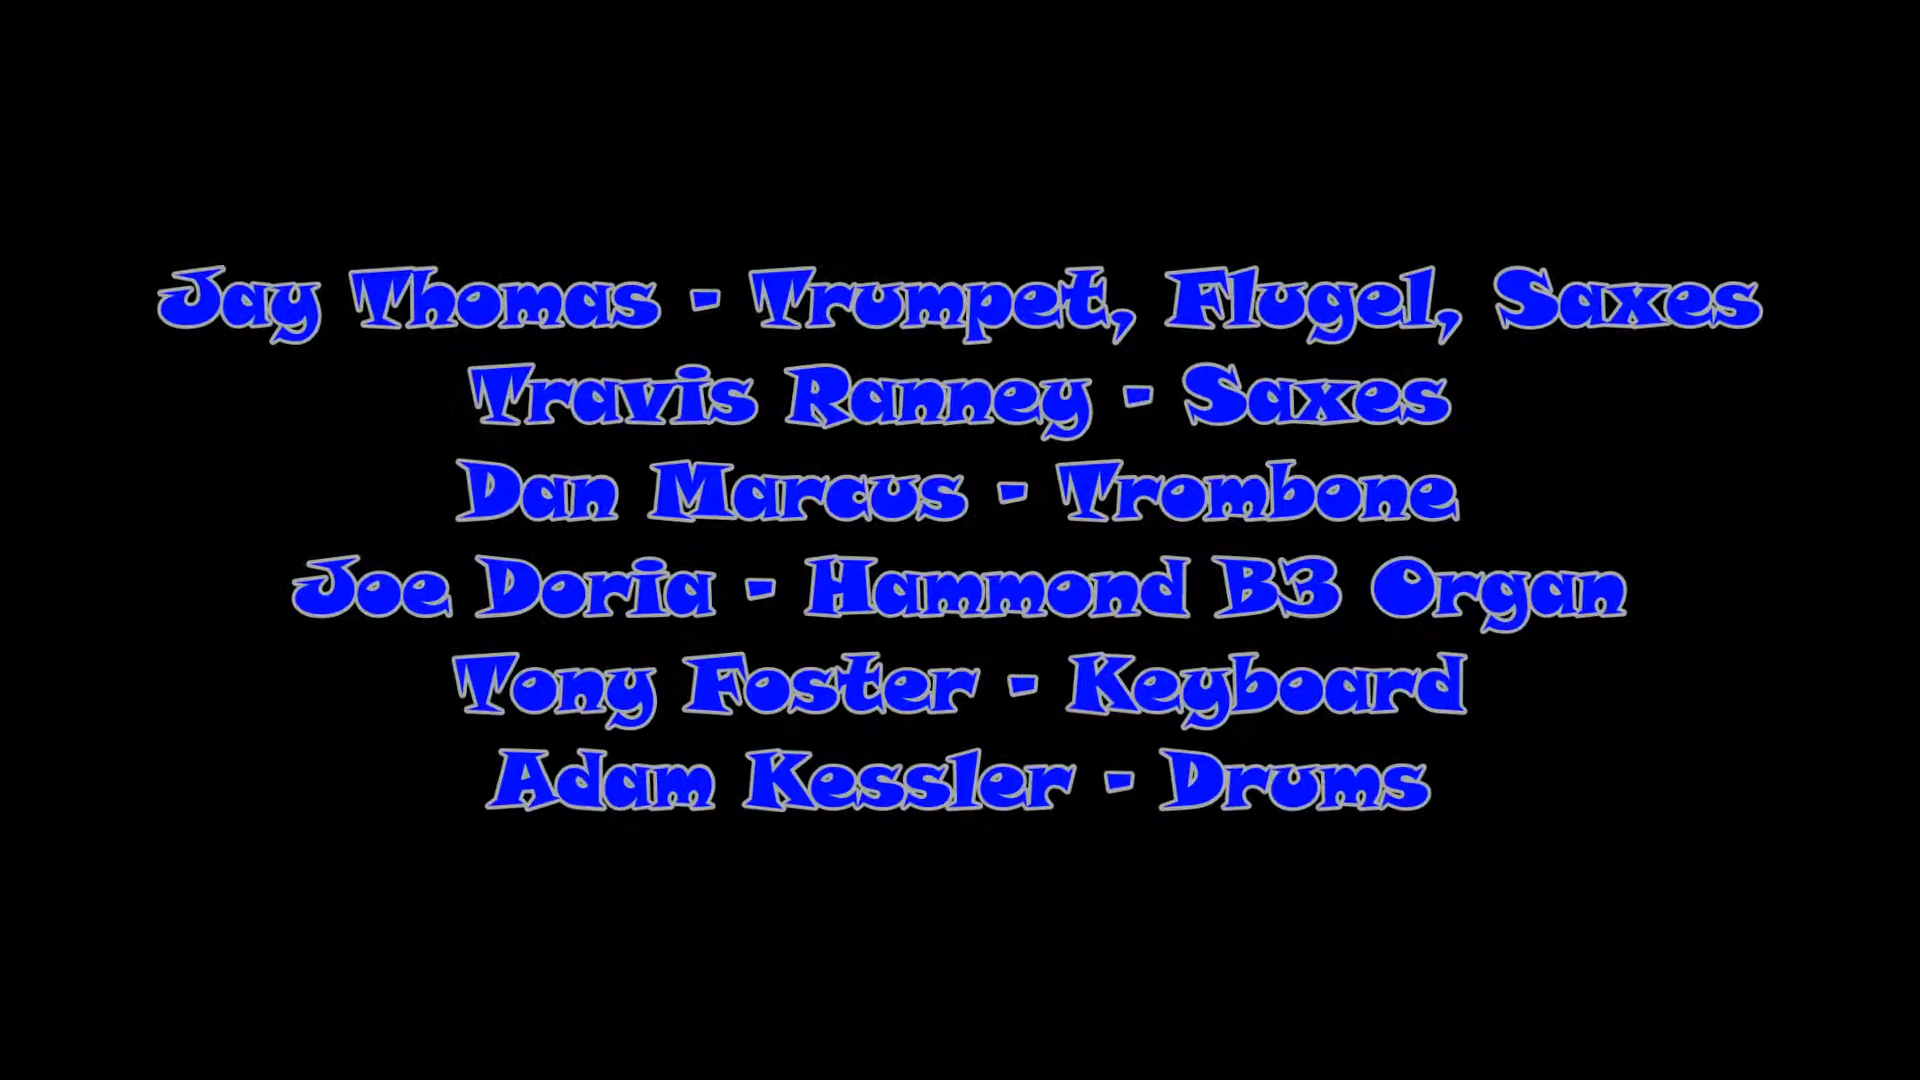 Jay Thomas - Trumpet, Flugel, Saxes
Travis Ranney - Saxes
Dan Marcus - Trombone
Joe Doria - Hammond B3 Organ
Tony Foster - Keyboard
Adam Kessler - Drums